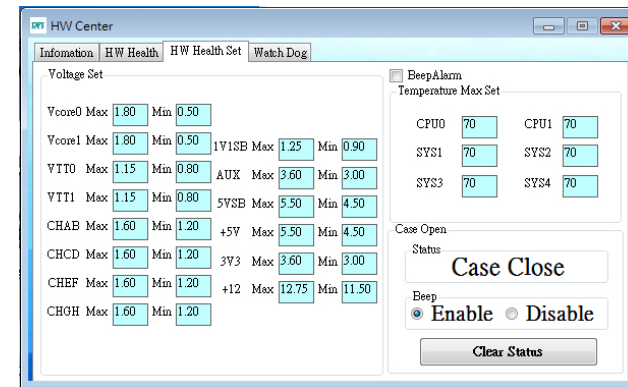 DFT HW Center
Infomation HW Health HW Health Set Watch Dog
Voltage Set
Vcore0 Max 1.80 Min 0.50
Vcore1 Max 1.80 Min 0.50
VTT0 Max 1.15 Min 0.80
VTT1 Max 1.15 Min 0.80
CHAB Max 1.60 Min 1.20
CHCD Max 1.60 Min 1.20
CHEF Max 1.60 Min 1.20
CHGH Max 1.60 Min 1.20
1V1SB Max 1.25 Min 0.90
AUX Max 3.60 Min 3.00
5VSB Max 5.50 Min 4.50
+5V Max 5.50 Min 4.50
3V3 Max 3.60 Min 3.00
+12 Max 12.75 Min 11.50
BeepAlarm
Temperature Max Set
CPU0 70 CPU1 70
SYS1 70 SYS2 70
SYS3 70 SYS4 70
Case Open
Status
Case Close
Beep
Enable Disable
Clear Status